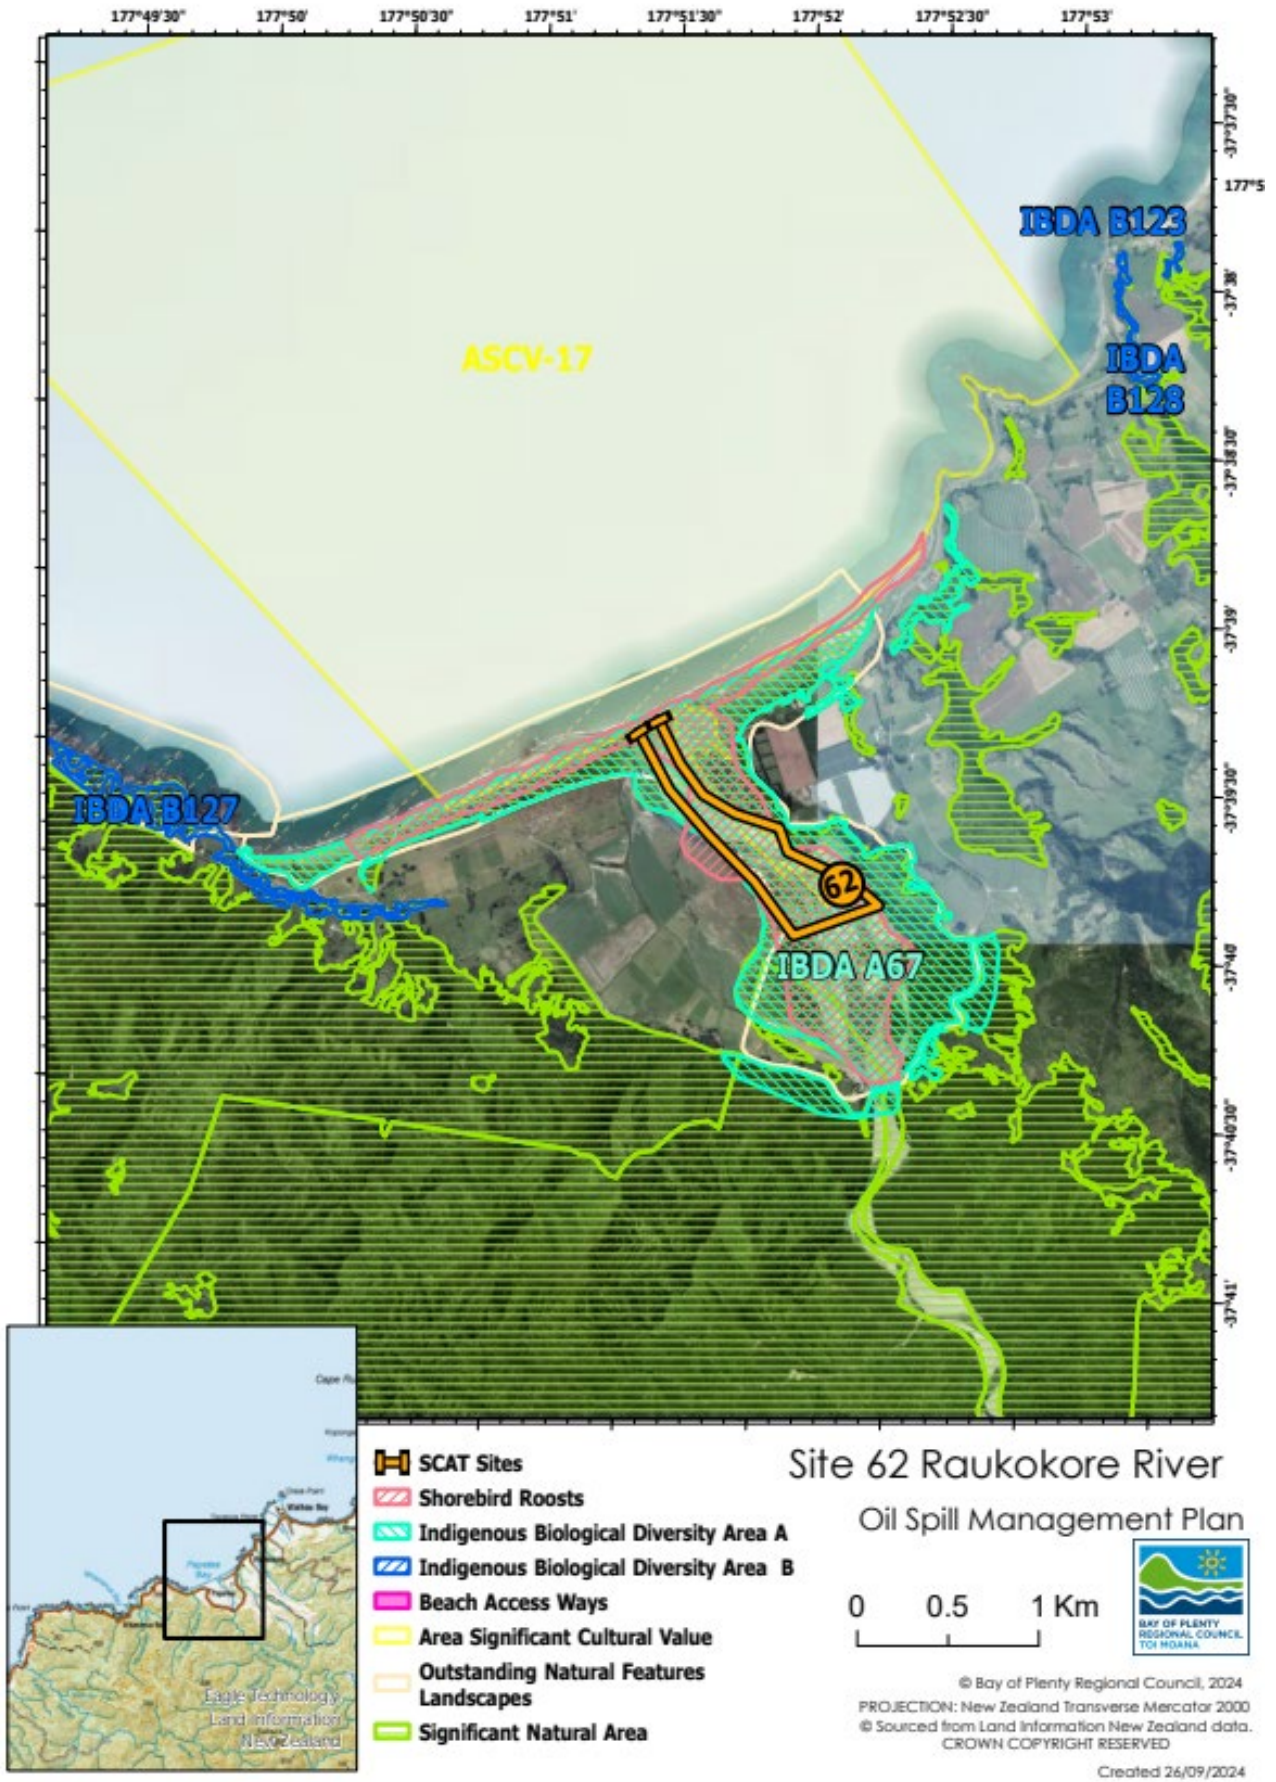 177°49'30"
177°50'
177°50'30"
177°51'
177°51'30"
177°52'
177°52'30"
177°53'
-37°37'30"
177°5
IBDA B123
-37°38'
IBDA
B128
ASCV-17
-37°38'30"
-37°39'
-37°39'30"
IBDA B127
62
IBDA A67
-37°40'
-37°40'30"
-37°41'
Cape Ru
Eagle Technology,
Land Information
New Zealand
SCAT Sites
Shorebird Roosts
Indigenous Biological Diversity Area A
Indigenous Biological Diversity Area B
Beach Access Ways
Area Significant Cultural Value
Outstanding Natural Features
Landscapes
Significant Natural Area
Site 62 Raukokore River
Oil Spill Management Plan
0 0.5 1 Km
BAY OF PLENTY
REGIONAL COUNCIL
TOI MOANA
© Bay of Plenty Regional Council, 2024
PROJECTION: New Zealand Transverse Mercator 2000
© Sourced from Land Information New Zealand data.
CROWN COPYRIGHT RESERVED
Created 26/09/2024